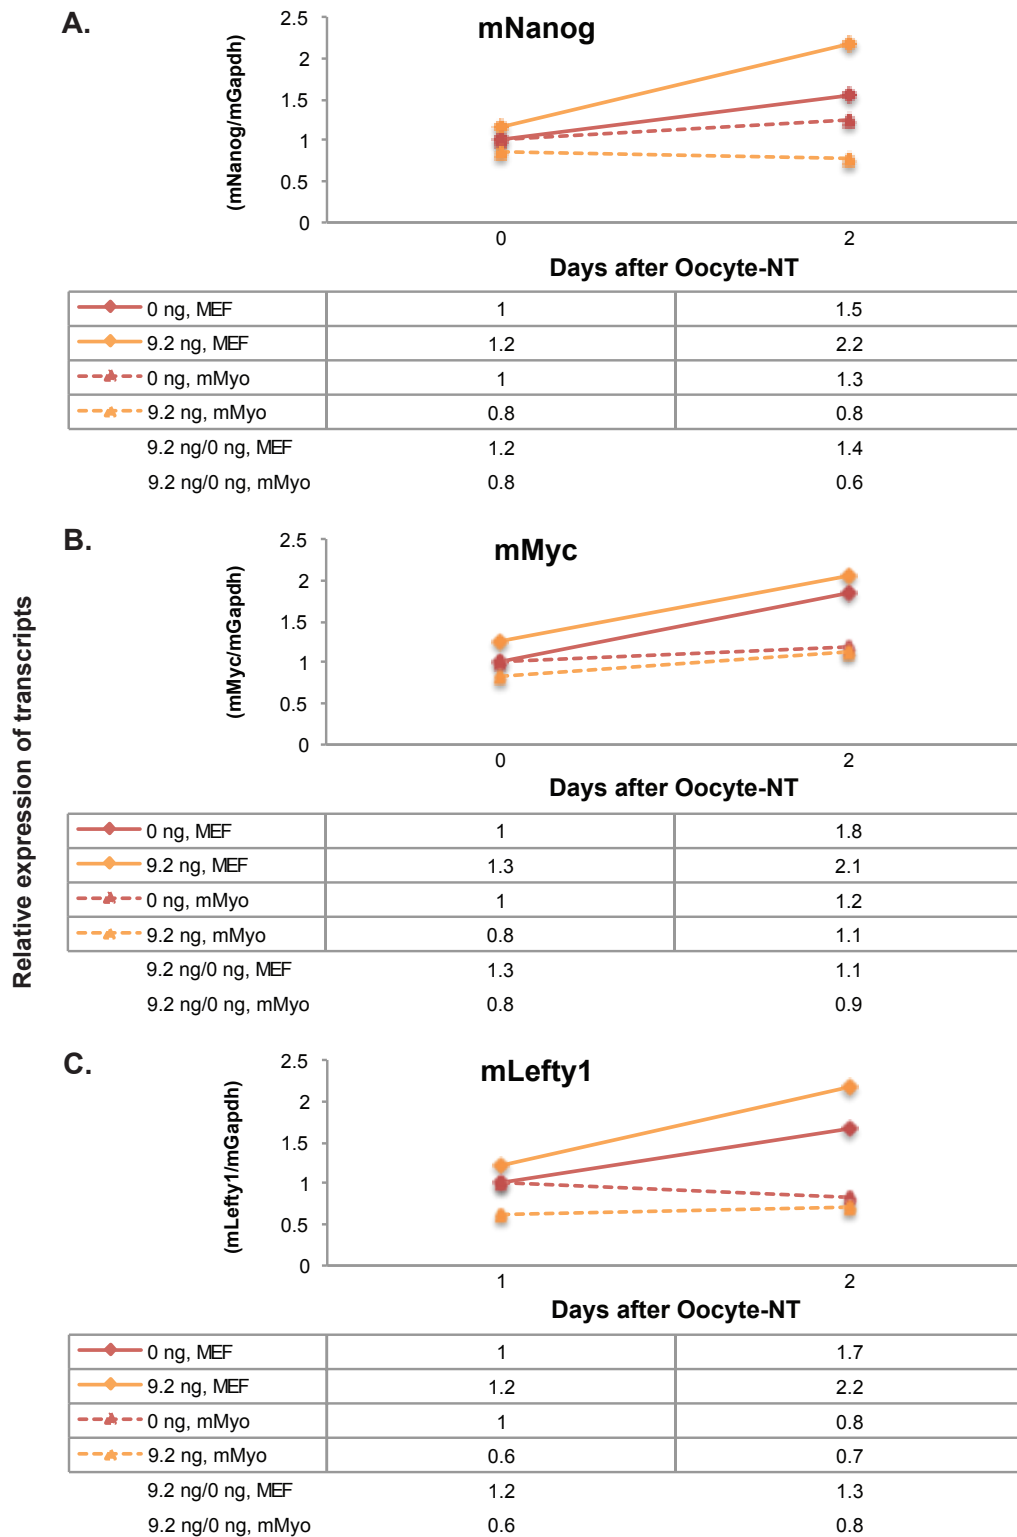 A.
mNanog
(mNanog/mGapdh)
2.5
2
1.5
1
0.5
0
0 2
Days after Oocyte-NT
0 ng, MEF 1 1.5
9.2 ng, MEF 1.2 2.2
0 ng, mMyo 1 1.3
9.2 ng, mMyo 0.8 0.8
9.2 ng/0 ng, MEF 1.2 1.4
9.2 ng/0 ng, mMyo 0.8 0.6
Relative expression of transcripts
B.
mMyc
(mMyc/mGapdh)
2.5
2
1.5
1
0.5
0
0 2
Days after Oocyte-NT
0 ng, MEF 1 1.8
9.2 ng, MEF 1.3 2.1
0 ng, mMyo 1 1.2
9.2 ng, mMyo 0.8 1.1
9.2 ng/0 ng, MEF 1.3 1.1
9.2 ng/0 ng, mMyo 0.8 0.9
C.
mLefty1
(mLefty1/mGapdh)
2.5
2
1.5
1
0.5
0
1 2
Days after Oocyte-NT
0 ng, MEF 1 1.7
9.2 ng, MEF 1.2 2.2
0 ng, mMyo 1 0.8
9.2 ng, mMyo 0.6 0.7
9.2 ng/0 ng, MEF 1.2 1.3
9.2 ng/0 ng, mMyo 0.6 0.8